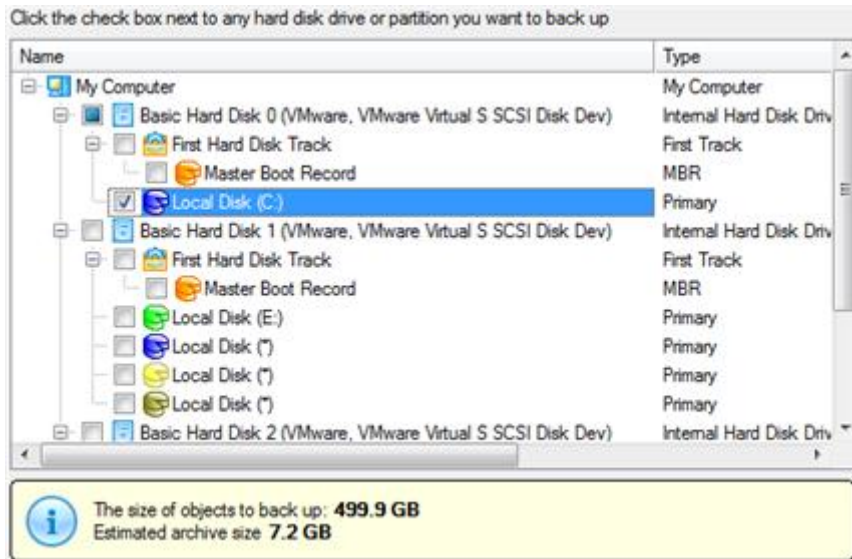 Click the check box next to any hard disk drive or partition you want to back up
Name Type
My Computer My Computer
Basic Hard Disk 0 (VMware, VMware Virtual S SCSI Disk Dev) Internal Hard Disk Driv
First Hard Disk Track First Track
Master Boot Record MBR
Local Disk (C:) Primary
Basic Hard Disk 1 (VMware, VMware Virtual S SCSI Disk Dev) Internal Hard Disk Driv
First Hard Disk Track First Track
Master Boot Record MBR
Local Disk (E:) Primary
Local Disk (*) Primary
Local Disk (*) Primary
Local Disk (*) Primary
Basic Hard Disk 2 (VMware, VMware Virtual S SCSI Disk Dev) Internal Hard Disk Driv
The size of objects to back up: 499.9 GB
Estimated archive size 7.2 GB